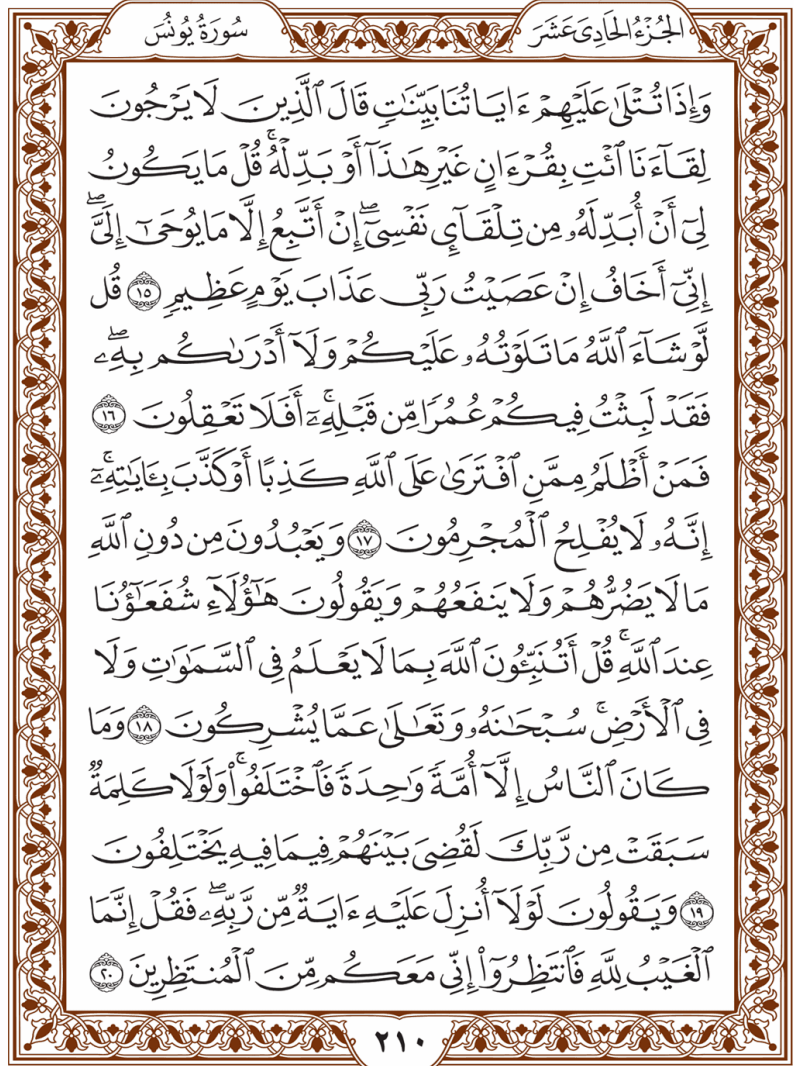 الجُزْءُ الحَادِي عَشَرَ
سُورَةُ يُونُسَ
وَإِذَا تُتْلَىٰ عَلَيْهِمْ ءَايَاتُنَا بَيِّنَٰتٍ قَالَ ٱلَّذِينَ لَا يَرْجُونَ
لِقَآءَنَا ٱئْتِ بِقُرْءَانٍ غَيْرِ هَٰذَآ أَوْ بَدِّلْهُ ۚ قُلْ مَا يَكُونُ
لِىٓ أَنْ أُبَدِّلَهُۥ مِن تِلْقَآئِ نَفْسِىٓ ۖ إِنْ أَتَّبِعُ إِلَّا مَا يُوحَىٰٓ إِلَىَّ ۖ
إِنِّىٓ أَخَافُ إِنْ عَصَيْتُ رَبِّى عَذَابَ يَوْمٍ عَظِيمٍ ١٥ قُل
لَّوْ شَآءَ ٱللَّهُ مَا تَلَوْتُهُۥ عَلَيْكُمْ وَلَآ أَدْرَىٰكُم بِهِۦ ۖ
فَقَدْ لَبِثْتُ فِيكُمْ عُمُرًا مِّن قَبْلِهِۦٓ ۚ أَفَلَا تَعْقِلُونَ ١٦
فَمَنْ أَظْلَمُ مِمَّنِ ٱفْتَرَىٰ عَلَى ٱللَّهِ كَذِبًا أَوْ كَذَّبَ بِـَٔايَٰتِهِۦٓ ۚ
إِنَّهُۥ لَا يُفْلِحُ ٱلْمُجْرِمُونَ ١٧ وَيَعْبُدُونَ مِن دُونِ ٱللَّهِ
مَا لَا يَضُرُّهُمْ وَلَا يَنفَعُهُمْ وَيَقُولُونَ هَٰٓؤُلَآءِ شُفَعَٰٓؤُنَا
عِندَ ٱللَّهِ ۚ قُلْ أَتُنَبِّـُٔونَ ٱللَّهَ بِمَا لَا يَعْلَمُ فِى ٱلسَّمَٰوَٰتِ وَلَا
فِى ٱلْأَرْضِ ۚ سُبْحَٰنَهُۥ وَتَعَٰلَىٰ عَمَّا يُشْرِكُونَ ١٨ وَمَا
كَانَ ٱلنَّاسُ إِلَّآ أُمَّةً وَٰحِدَةً فَٱخْتَلَفُوا۟ ۚ وَلَوْلَا كَلِمَةٌ
سَبَقَتْ مِن رَّبِّكَ لَقُضِىَ بَيْنَهُمْ فِيمَا فِيهِ يَخْتَلِفُونَ
١٩ وَيَقُولُونَ لَوْلَآ أُنزِلَ عَلَيْهِ ءَايَةٌ مِّن رَّبِّهِۦ ۖ فَقُلْ إِنَّمَا
ٱلْغَيْبُ لِلَّهِ فَٱنتَظِرُوٓا۟ إِنِّى مَعَكُم مِّنَ ٱلْمُنتَظِرِينَ ٢٠
٢١٠